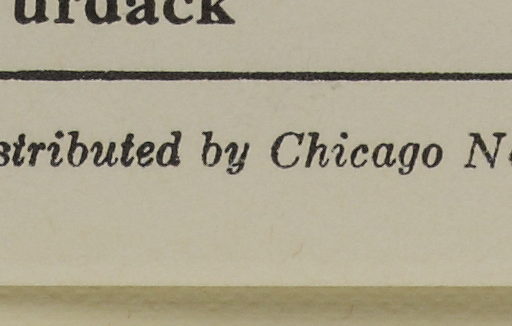 urdack
stributed by Chicago N